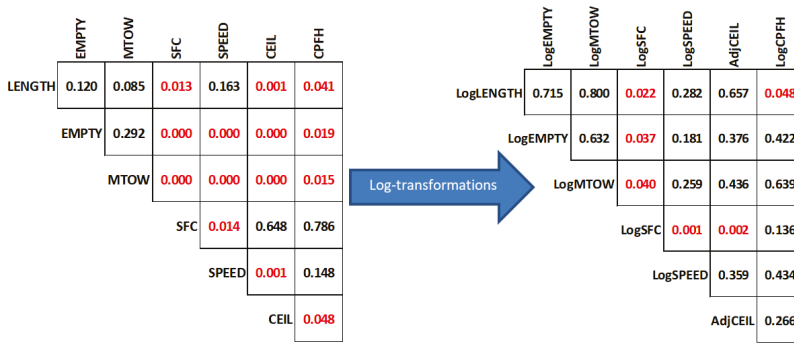 EMPTY MTOW SFC SPEED CEIL CPFH
LENGTH 0.120 0.085 0.013 0.163 0.001 0.041
EMPTY 0.292 0.000 0.000 0.000 0.019
MTOW 0.000 0.000 0.000 0.015
SFC 0.014 0.648 0.786
SPEED 0.001 0.148
CEIL 0.048
Log-transformations
LogEMPTY LogMTOW LogSFC LogSPEED AdjCEIL LogCPFH
LogLENGTH 0.715 0.800 0.022 0.282 0.657 0.048
LogEMPTY 0.632 0.037 0.181 0.376 0.422
LogMTOW 0.040 0.259 0.436 0.639
LogSFC 0.001 0.002 0.136
LogSPEED 0.359 0.434
AdjCEIL 0.266